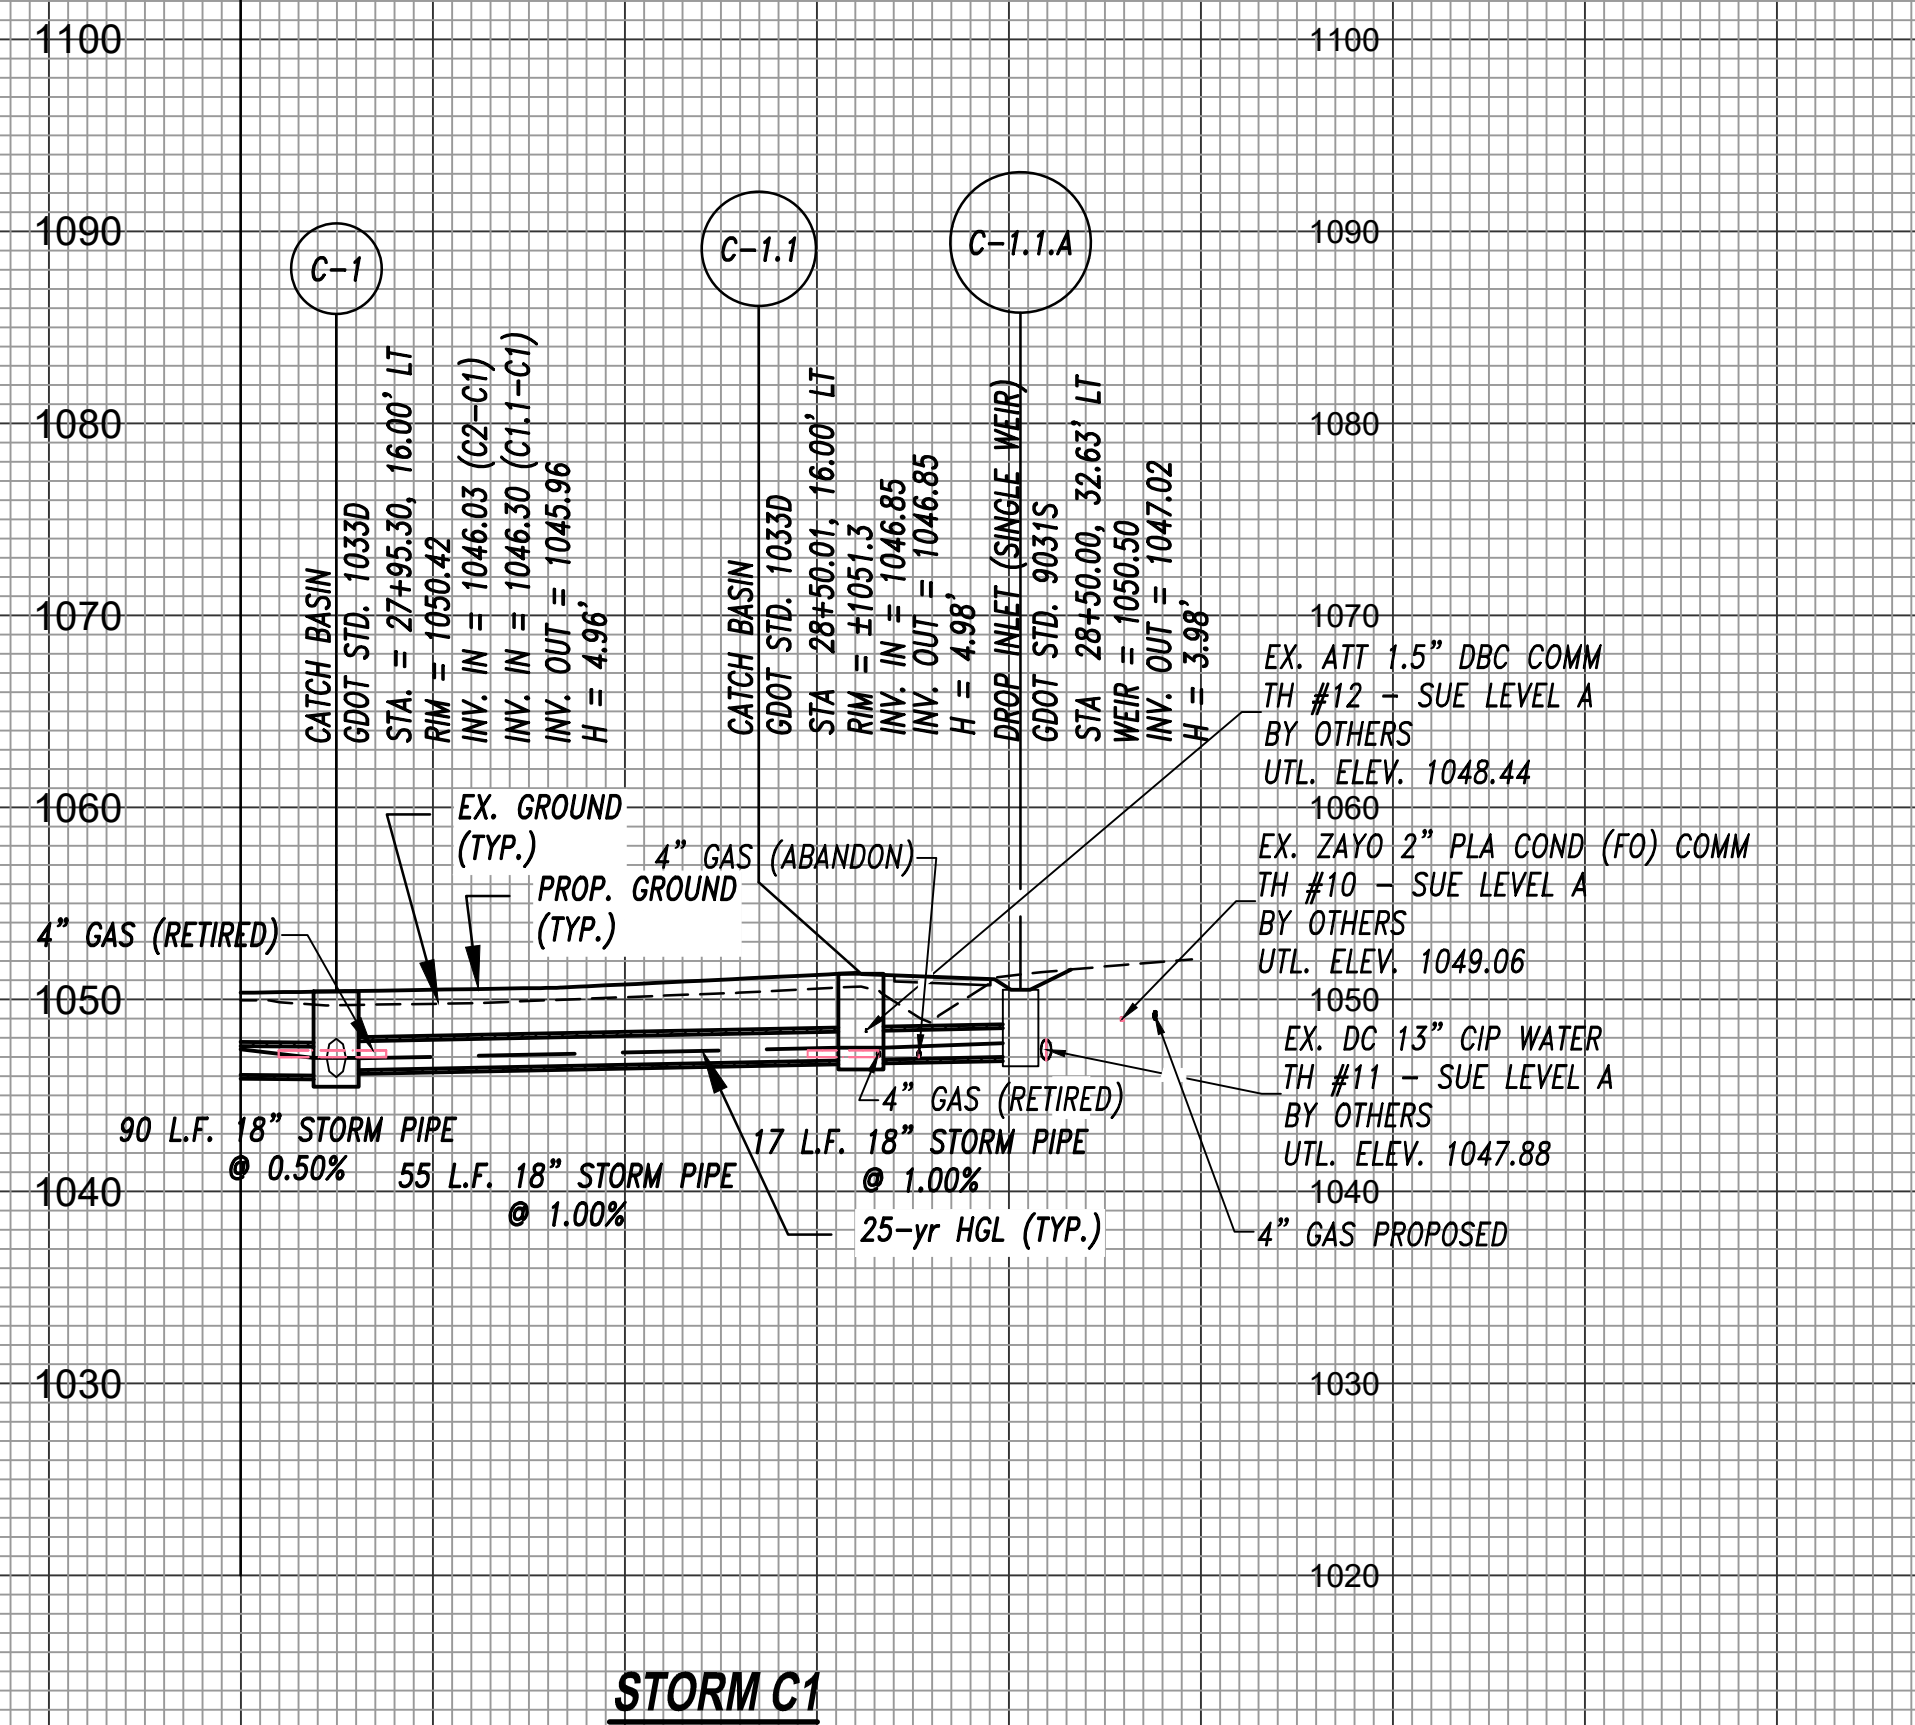 1100
1090
1080
1070
1060
1050
1040
1030
1100
1090
1080
1070
1060
1050
1040
1030
1020
C-1
CATCH BASIN
GDOT STD. 1033D
STA. = 27+95.30, 16.00' LT
RIM = 1050.42
INV. IN = 1046.03 (C2-C1)
INV. IN = 1046.30 (C1.1-C1)
INV. OUT = 1045.96
H = 4.96'
C-1.1
CATCH BASIN
GDOT STD. 1033D
STA 28+50.01, 16.00' LT
RIM = ±1051.3
INV. IN = 1046.85
INV. OUT = 1046.85
H = 4.98'
C-1.1.A
DROP INLET (SINGLE WEIR)
GDOT STD. 9031S
STA 28+50.00, 32.63' LT
WEIR = 1050.50
INV. OUT = 1047.02
H = 3.98'
EX. ATT 1.5" DBC COMM
TH #12 - SUE LEVEL A
BY OTHERS
UTL. ELEV. 1048.44
EX. ZAYO 2" PLA COND (FO) COMM
TH #10 - SUE LEVEL A
BY OTHERS
UTL. ELEV. 1049.06
EX. DC 13" CIP WATER
TH #11 - SUE LEVEL A
BY OTHERS
UTL. ELEV. 1047.88
4" GAS PROPOSED
EX. GROUND
(TYP.)
PROP. GROUND
(TYP.)
4" GAS (ABANDON)
4" GAS (RETIRED)
4" GAS (RETIRED)
90 L.F. 18" STORM PIPE
@ 0.50%
55 L.F. 18" STORM PIPE
@ 1.00%
17 L.F. 18" STORM PIPE
@ 1.00%
25-yr HGL (TYP.)
STORM C1